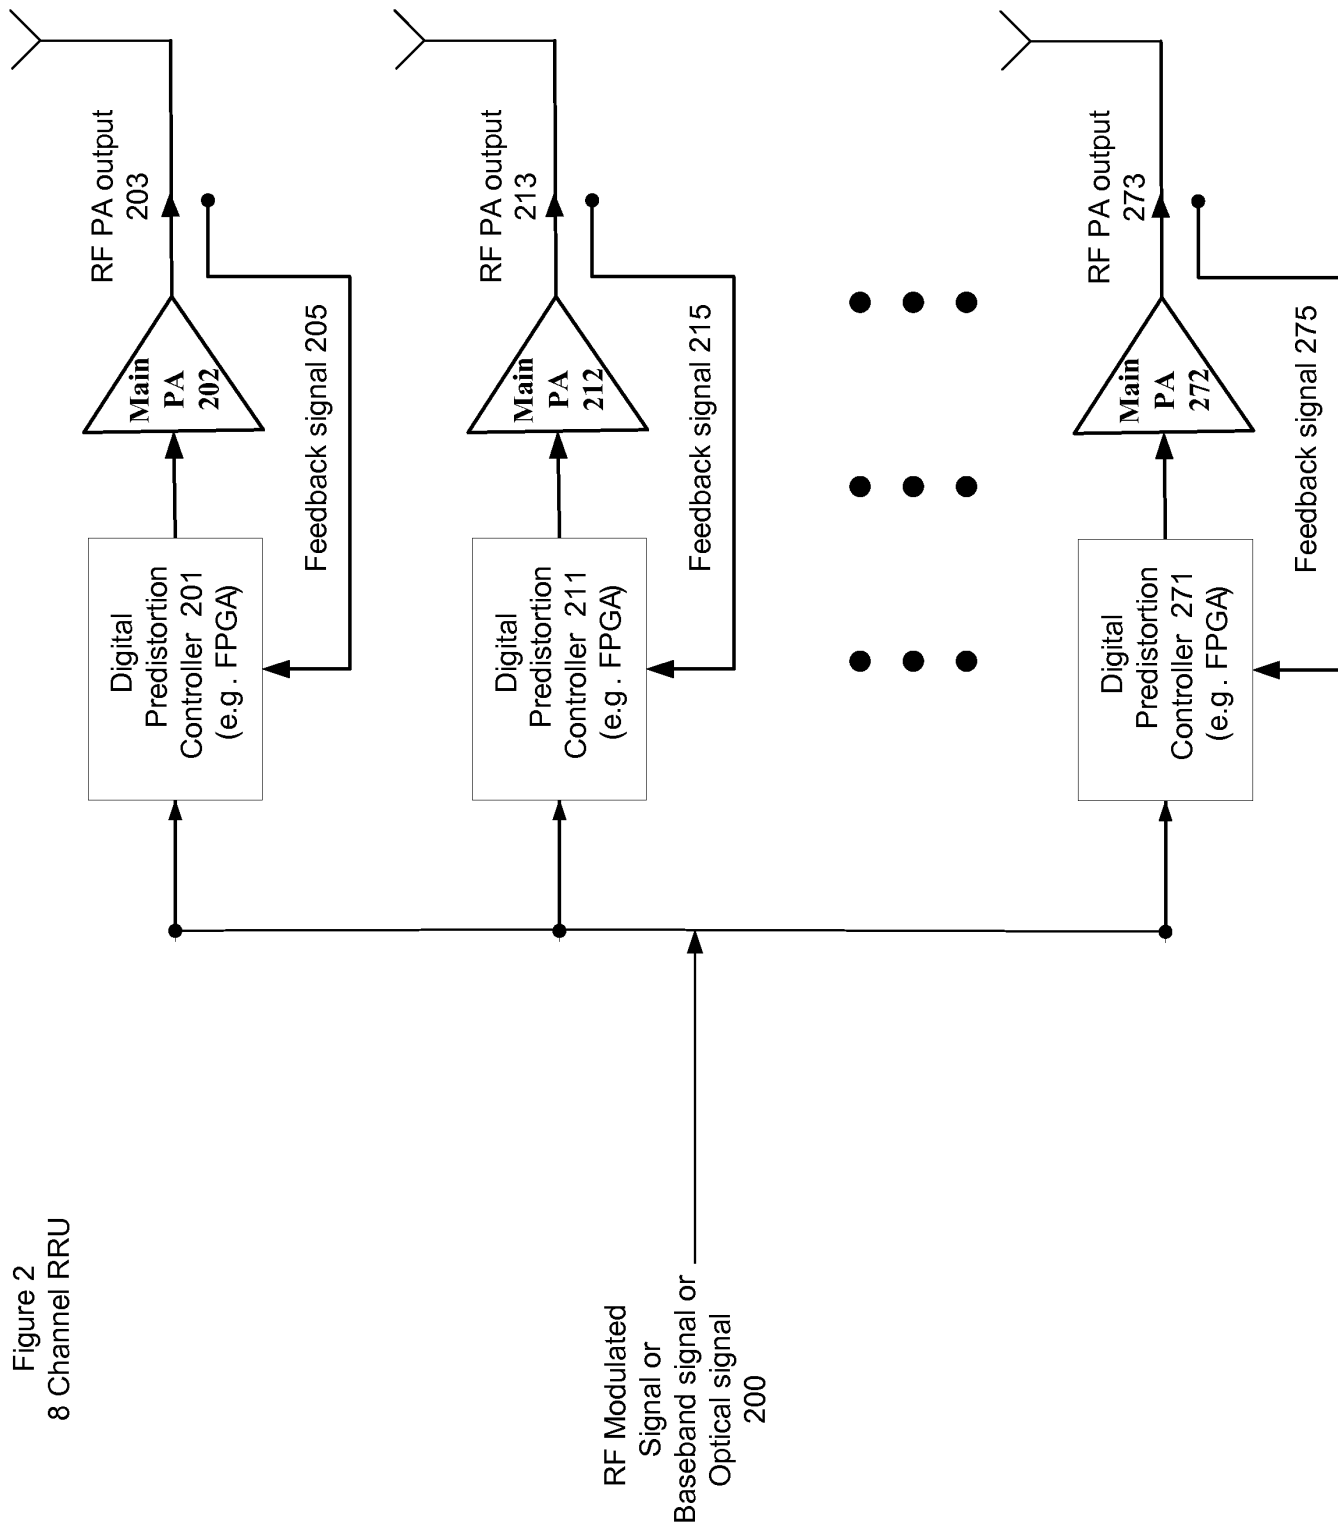 Figure 2
8 Channel RRU
RF Modulated
Signal or
Baseband signal or
Optical signal
200
Digital
Predistortion
Controller 201
(e.g. FPGA)
Main
PA
202
RF PA output
203
Feedback signal 205
Digital
Predistortion
Controller 211
(e.g. FPGA)
Main
PA
212
RF PA output
213
Feedback signal 215
Digital
Predistortion
Controller 271
(e.g. FPGA)
Main
PA
272
RF PA output
273
Feedback signal 275